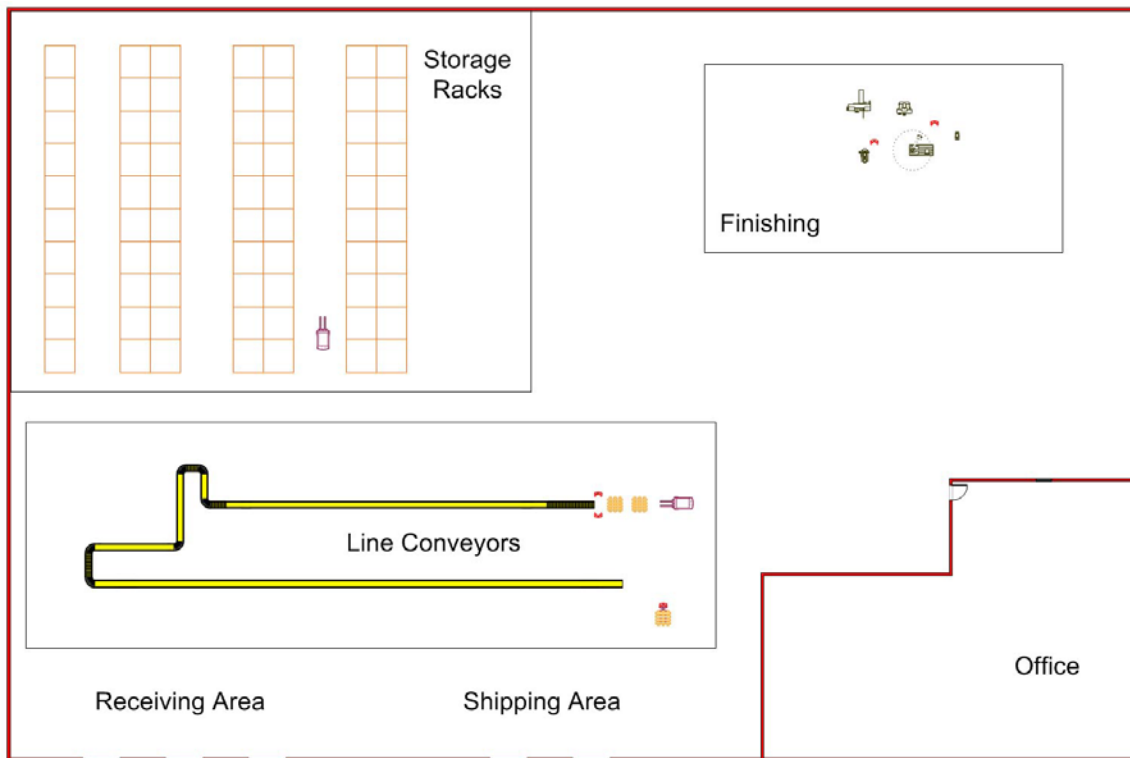 Storage
Racks
Finishing
Line Conveyors
Receiving Area
Shipping Area
Office